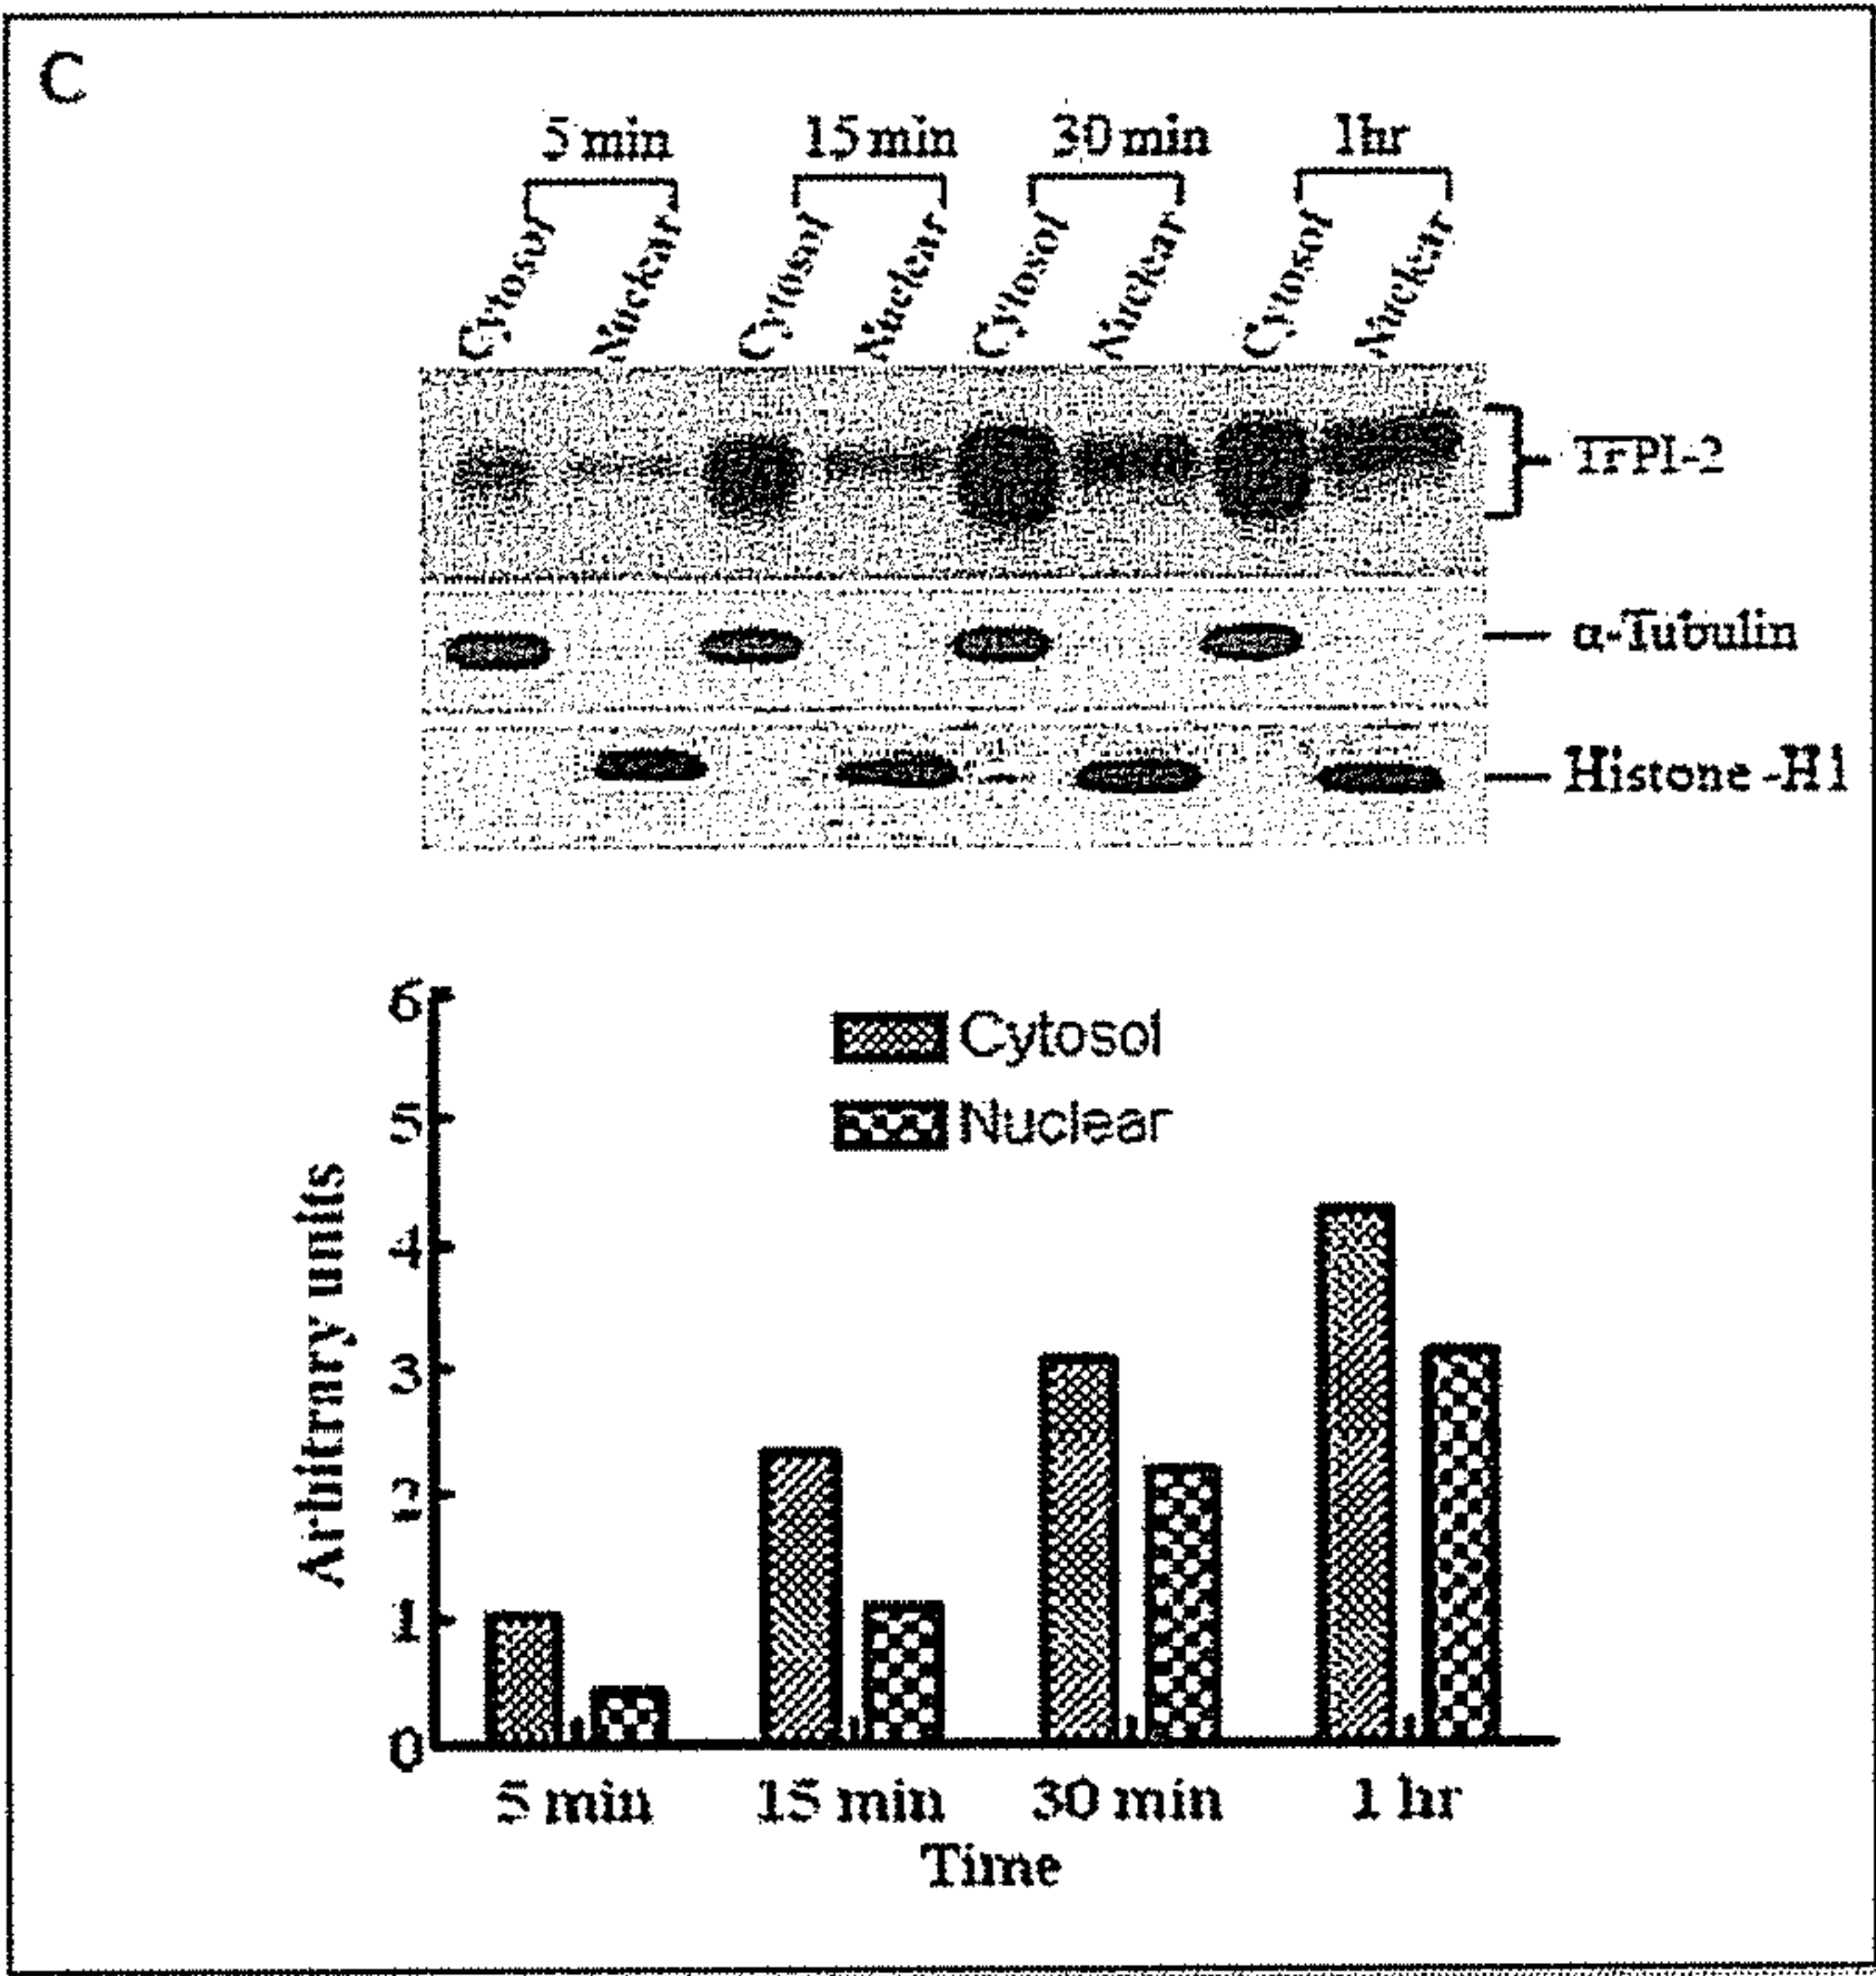 C
5 min 15 min 30 min 1hr
Cytosol Nuclear Cytosol Nuclear Cytosol Nuclear Cytosol Nuclear
TFPI-2
α-Tubulin
Histone-H1
6
5
4
3
2
1
0
Arbitrary units
Cytosol
Nuclear
5 min 15 min 30 min 1 hr
Time